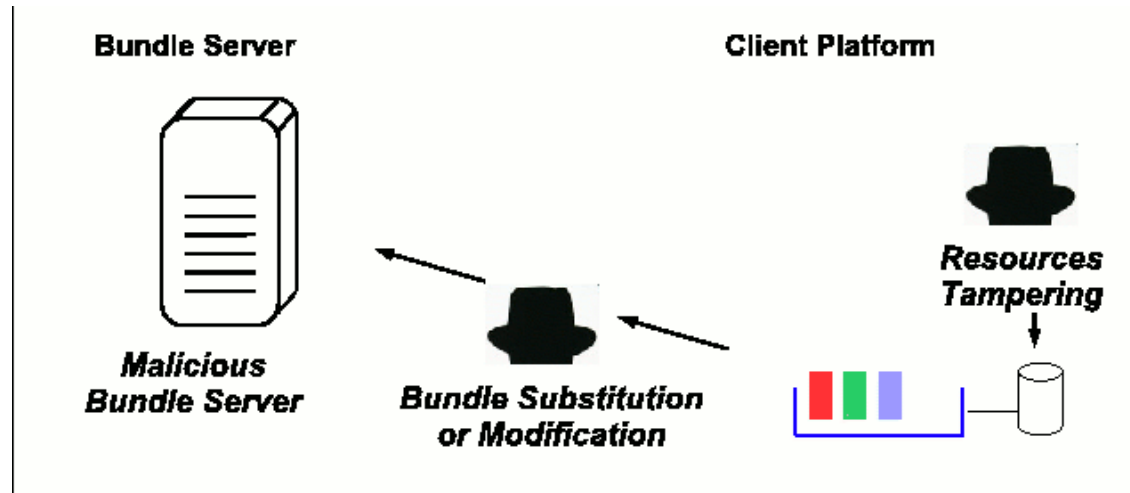 Bundle Server
Client Platform
Resources
Tampering
Malicious
Bundle Server
Bundle Substitution
or Modification